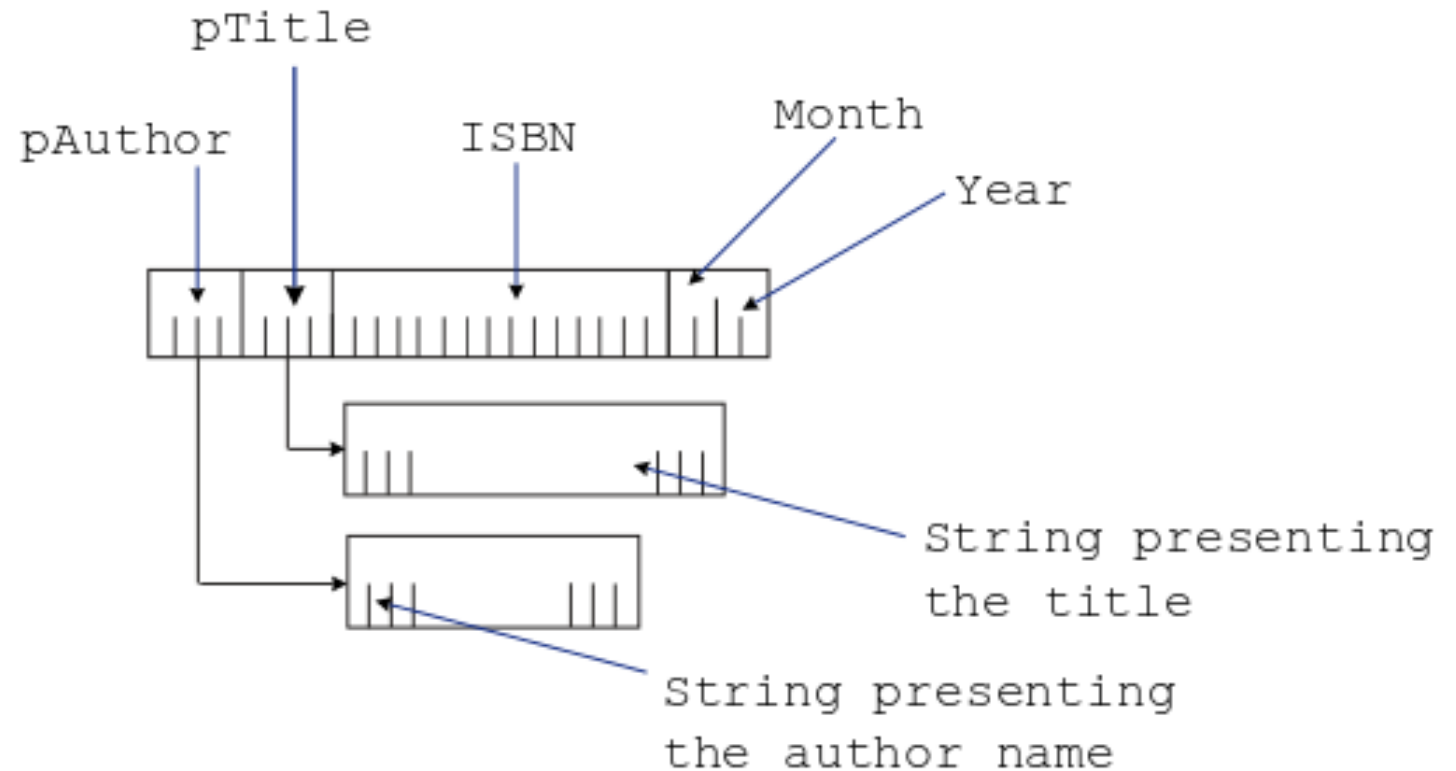 pTitle
pAuthor
ISBN
Month
Year
String presenting
the title
String presenting
the author name